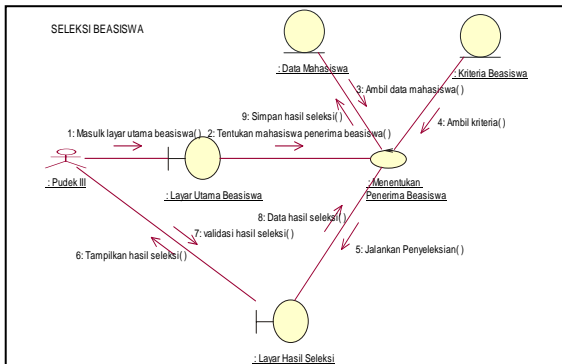 SELEKSI BEASISWA
: Data Mahasiswa
: Kriteria Beasiswa
3: Ambil data mahasiswa( )
9: Simpan hasil seleksi( )
4: Ambil kriteria( )
1: Masulk layar utama beasiswa( )
2: Tentukan mahasiswa penerima beasiswa( )
: Pudek III
: Layar Utama Beasiswa
: Menentukan
Penerima Beasiswa
8: Data hasil seleksi( )
7: validasi hasil seleksi( )
6: Tampilkan hasil seleksi( )
5: Jalankan Penyeleksian( )
: Layar Hasil Seleksi